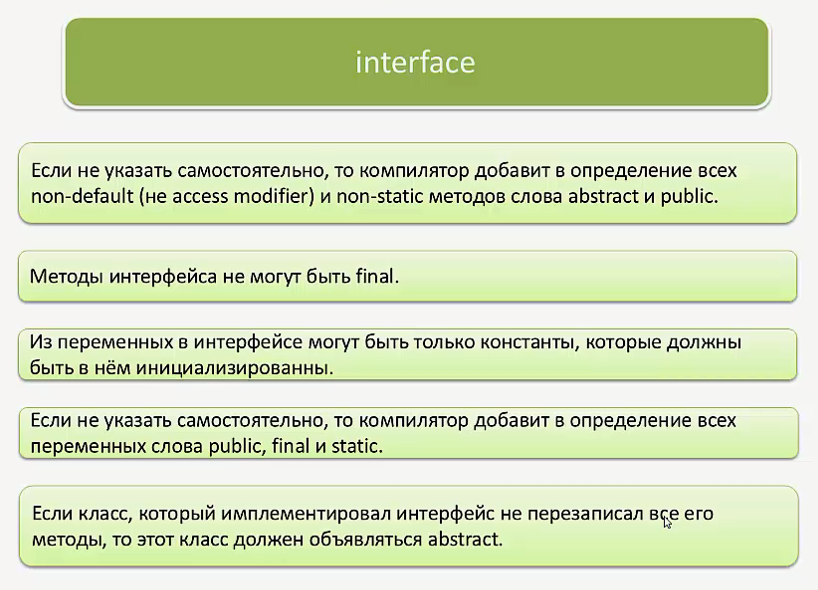 interface
Если не указать самостоятельно, то компилятор добавит в определение всех
non-default (не access modifier) и non-static методов слова abstract и public.
Методы интерфейса не могут быть final.
Из переменных в интерфейсе могут быть только константы, которые должны
быть в нём инициализированны.
Если не указать самостоятельно, то компилятор добавит в определение всех
переменных слова public, final и static.
Если класс, который имплементировал интерфейс не перезаписал все его
методы, то этот класс должен объявляться abstract.